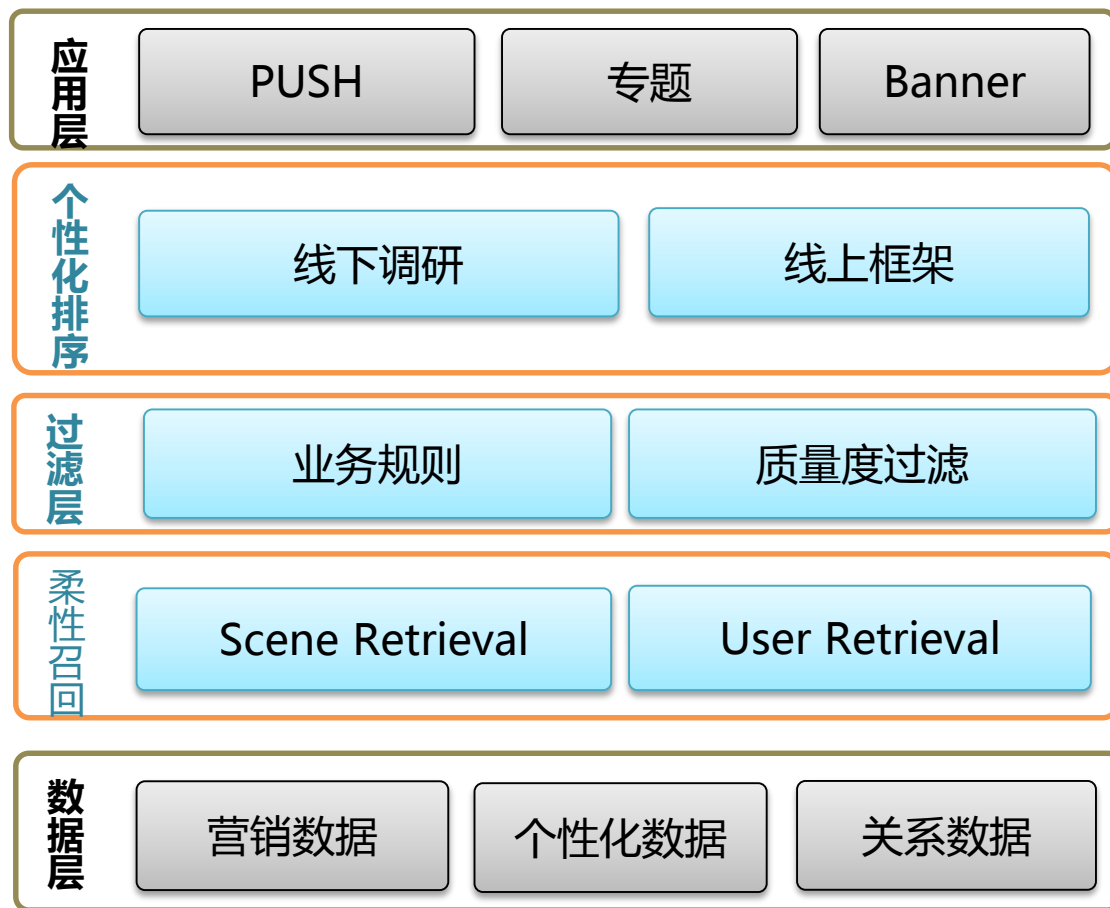 应用层
PUSH
专题
Banner
个性化排序
线下调研
线上框架
过滤层
业务规则
质量度过滤
柔性召回
Scene Retrieval
User Retrieval
数据层
营销数据
个性化数据
关系数据